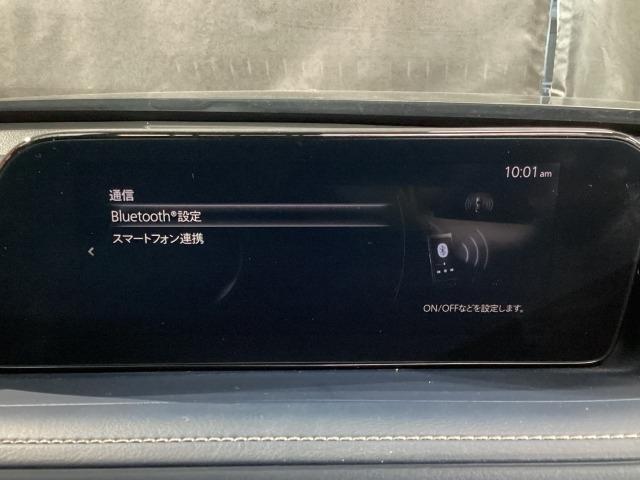 10:01 am
通信
Bluetooth®設定
スマートフォン連携
ON/OFFなどを設定します。